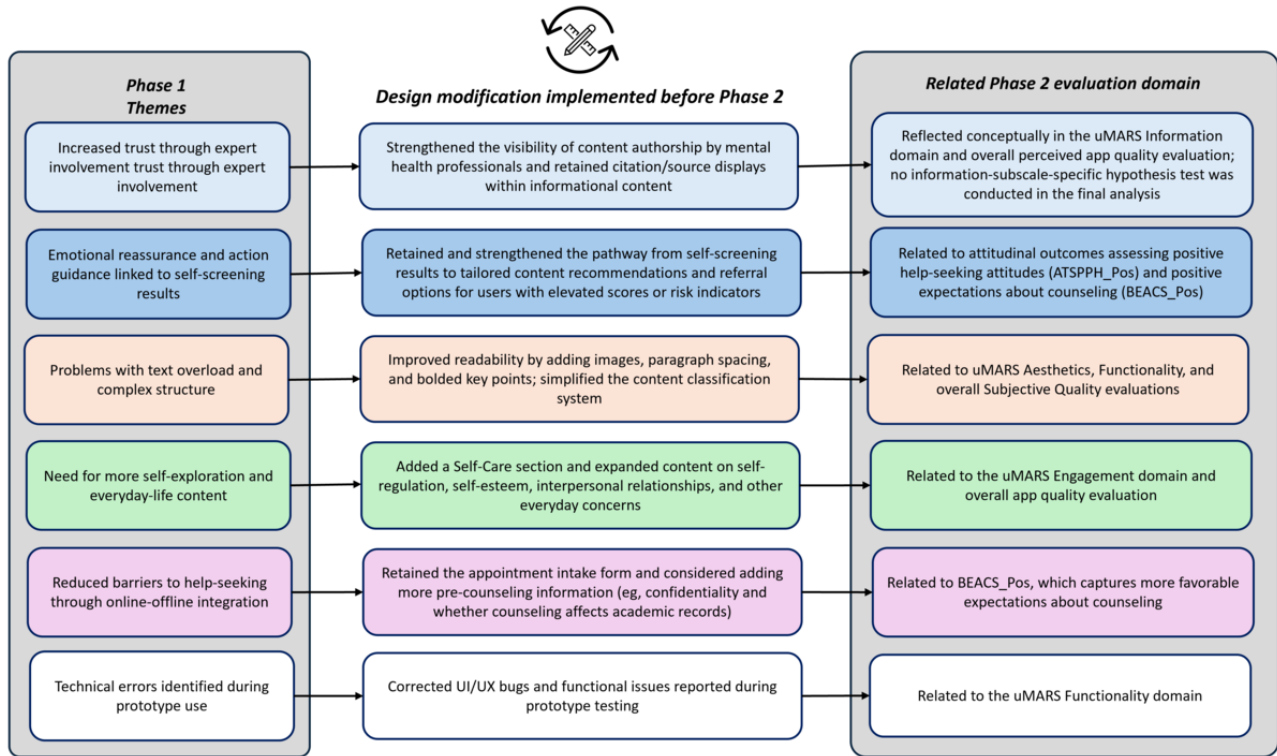 Phase 1
Themes
Design modification implemented before Phase 2
Related Phase 2 evaluation domain
Increased trust through expert
involvement trust through expert
involvement
Strengthened the visibility of content authorship by mental
health professionals and retained citation/source displays
within informational content
Reflected conceptually in the uMARS Information
domain and overall perceived app quality evaluation;
no information-subscale-specific hypothesis test was
conducted in the final analysis
Emotional reassurance and action
guidance linked to self-screening
results
Retained and strengthened the pathway from self-screening
results to tailored content recommendations and referral
options for users with elevated scores or risk indicators
Related to attitudinal outcomes assessing positive
help-seeking attitudes (ATSPPH_Pos) and positive
expectations about counseling (BEACS_Pos)
Problems with text overload and
complex structure
Improved readability by adding images, paragraph spacing,
and bolded key points; simplified the content classification
system
Related to uMARS Aesthetics, Functionality, and
overall Subjective Quality evaluations
Need for more self-exploration and
everyday-life content
Added a Self-Care section and expanded content on self-
regulation, self-esteem, interpersonal relationships, and other
everyday concerns
Related to the uMARS Engagement domain and
overall app quality evaluation
Reduced barriers to help-seeking
through online-offline integration
Retained the appointment intake form and considered adding
more pre-counseling information (eg, confidentiality and
whether counseling affects academic records)
Related to BEACS_Pos, which captures more favorable
expectations about counseling
Technical errors identified during
prototype use
Corrected UI/UX bugs and functional issues reported during
prototype testing
Related to the uMARS Functionality domain